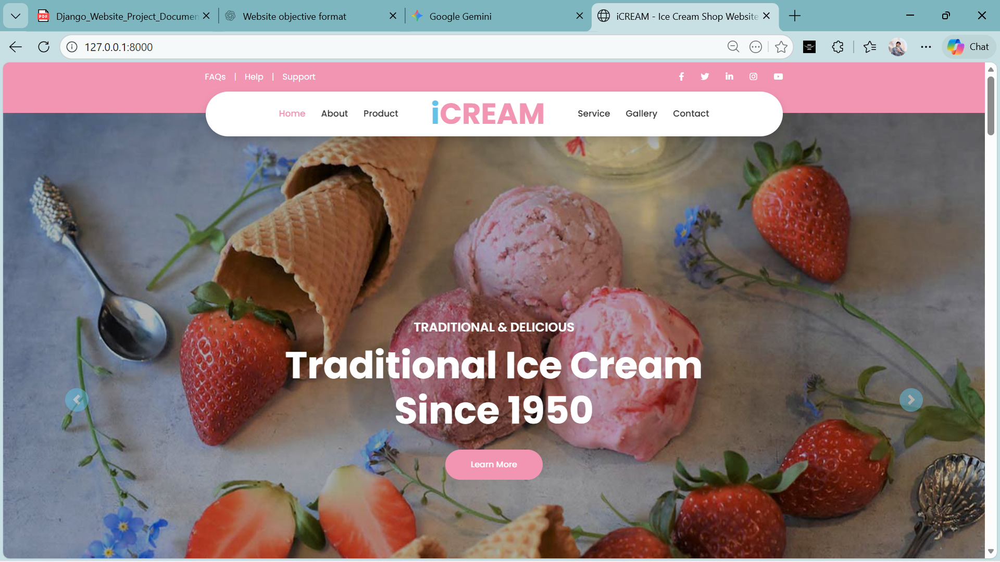 Django_Website_Project_Documen
Website objective format
Google Gemini
iCREAM - Ice Cream Shop Website
127.0.0.1:8000
Chat
FAQs | Help | Support
Home About Product iCREAM Service Gallery Contact
TRADITIONAL & DELICIOUS
Traditional Ice Cream
Since 1950
Learn More